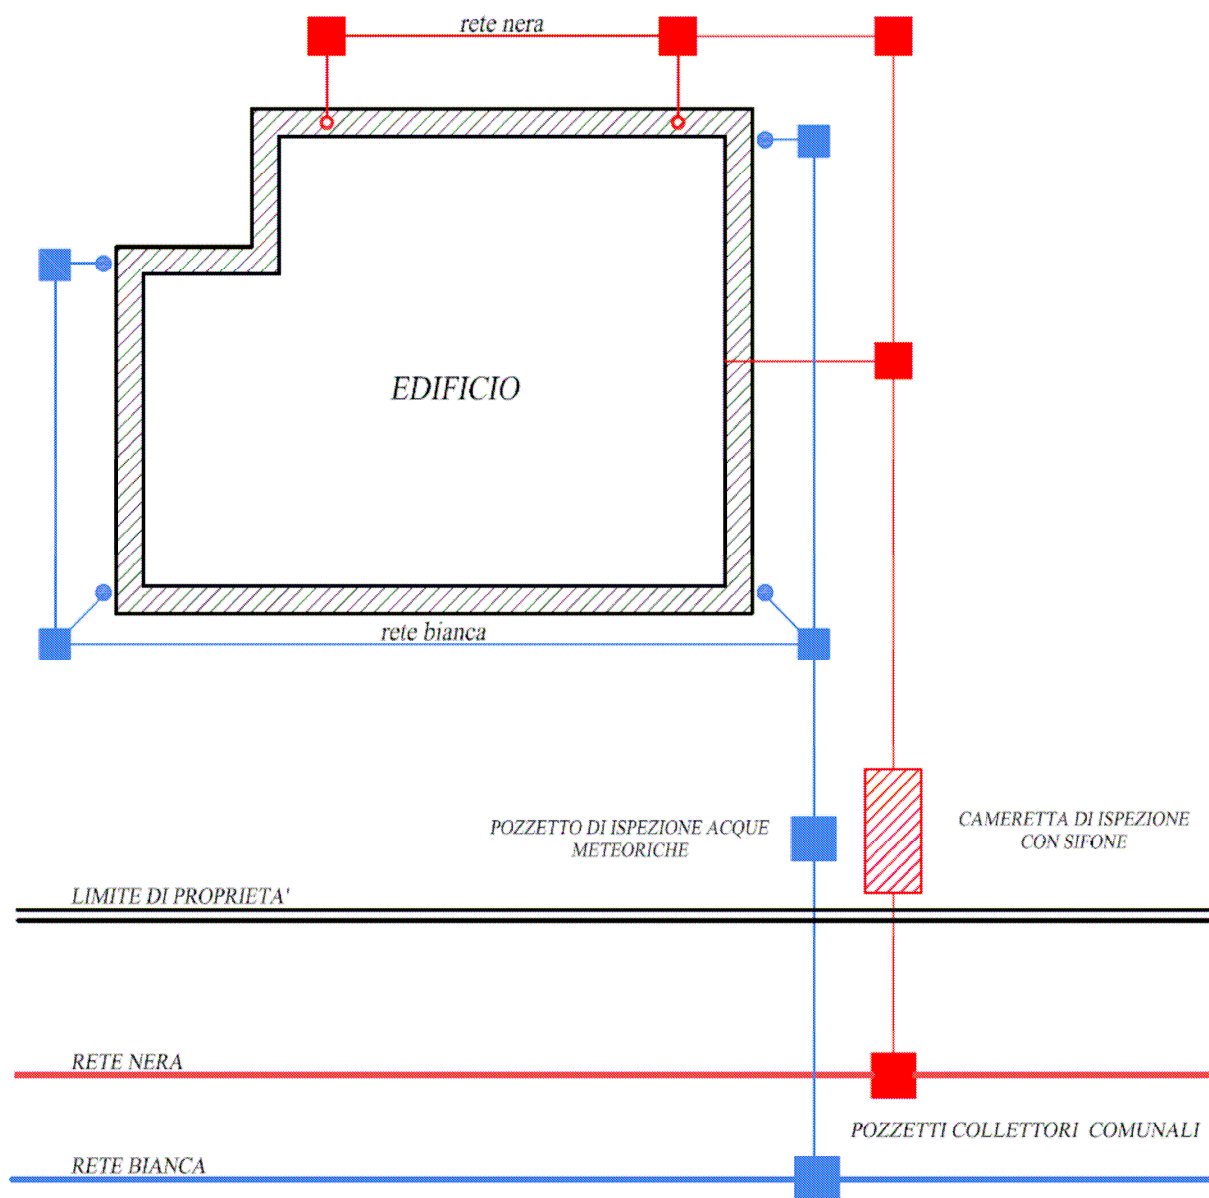 rete nera
EDIFICIO
rete bianca
POZZETTO DI ISPEZIONE ACQUE
METEORICHE
CAMERETTA DI ISPEZIONE
CON SIFONE
LIMITE DI PROPRIETA'
RETE NERA
POZZETTI COLLETTORI COMUNALI
RETE BIANCA